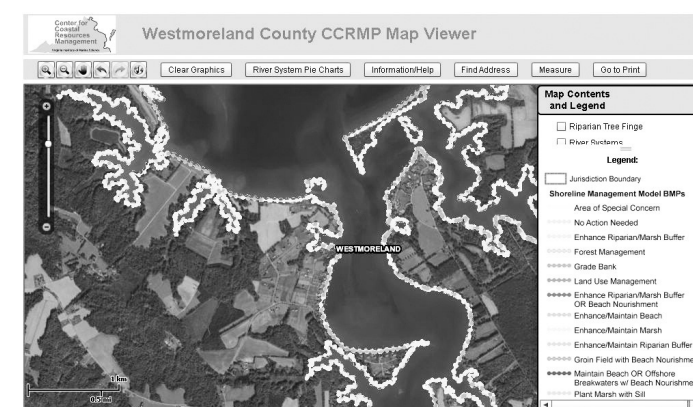 Center for
Coastal
Resources
Management
Westmoreland County CCRMP Map Viewer
Clear Graphics
River System Pie Charts
Information/Help
Find Address
Measure
Go to Print
Map Contents
and Legend
Riparian Tree Finge
River Systems
Legend:
Jurisdiction Boundary
Shoreline Management Model BMPs
Area of Special Concern
No Action Needed
Enhance Riparian/Marsh Buffer
Forest Management
Grade Bank
Land Use Management
Enhance Riparian/Marsh Buffer
OR Beach Nourishment
Enhance/Maintain Beach
Enhance/Maintain Marsh
Enhance/Maintain Riparian Buffer
Groin Field with Beach Nourishme
Maintain Beach OR Offshore
Breakwaters w/ Beach Nourishme
Plant Marsh with Sill
WESTMORELAND
1 km
0.5 mi